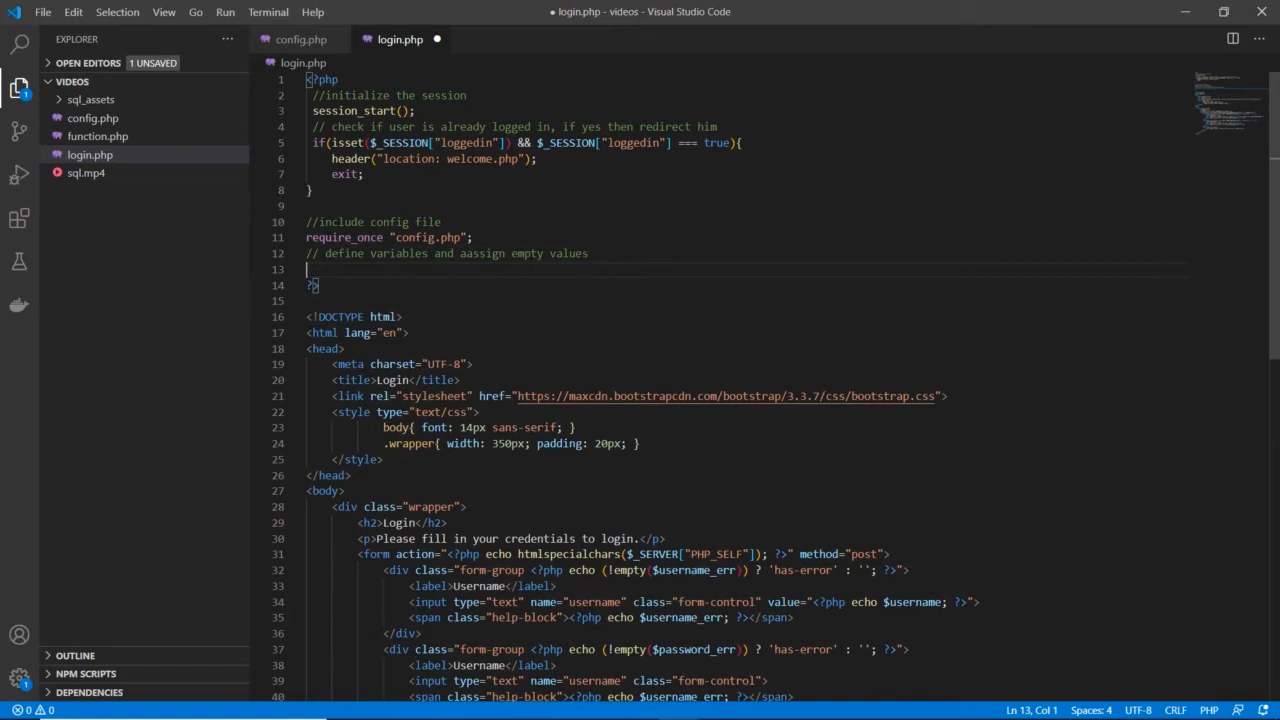 File Edit Selection View Go Run Terminal Help
● login.php - videos - Visual Studio Code
EXPLORER
OPEN EDITORS 1 UNSAVED
VIDEOS
sql_assets
config.php
function.php
login.php
sql.mp4
OUTLINE
NPM SCRIPTS
DEPENDENCIES
config.php login.php ●
login.php
1 <?php
2 //initialize the session
3 session_start();
4 // check if user is already logged in, if yes then redirect him
5 if(isset($_SESSION["loggedin"]) && $_SESSION["loggedin"] === true){
6 header("location: welcome.php");
7 exit;
8 }
9
10 //include config file
11 require_once "config.php";
12 // define variables and aassign empty values
13
14 ?>
15
16 <!DOCTYPE html>
17 <html lang="en">
18 <head>
19 <meta charset="UTF-8">
20 <title>Login</title>
21 <link rel="stylesheet" href="https://maxcdn.bootstrapcdn.com/bootstrap/3.3.7/css/bootstrap.css">
22 <style type="text/css">
23 body{ font: 14px sans-serif; }
24 .wrapper{ width: 350px; padding: 20px; }
25 </style>
26 </head>
27 <body>
28 <div class="wrapper">
29 <h2>Login</h2>
30 <p>Please fill in your credentials to login.</p>
31 <form action="<?php echo htmlspecialchars($_SERVER["PHP_SELF"]); ?>" method="post">
32 <div class="form-group <?php echo (!empty($username_err)) ? 'has-error' : ''; ?>">
33 <label>Username</label>
34 <input type="text" name="username" class="form-control" value="<?php echo $username; ?>">
35 <span class="help-block"><?php echo $username_err; ?></span>
36 </div>
37 <div class="form-group <?php echo (!empty($password_err)) ? 'has-error' : ''; ?>">
38 <label>Username</label>
39 <input type="text" name="username" class="form-control">
40 <span class="help-block"><?php echo $username_err; ?></span>
1
1
0 0
Ln 13, Col 1 Spaces: 4 UTF-8 CRLF PHP